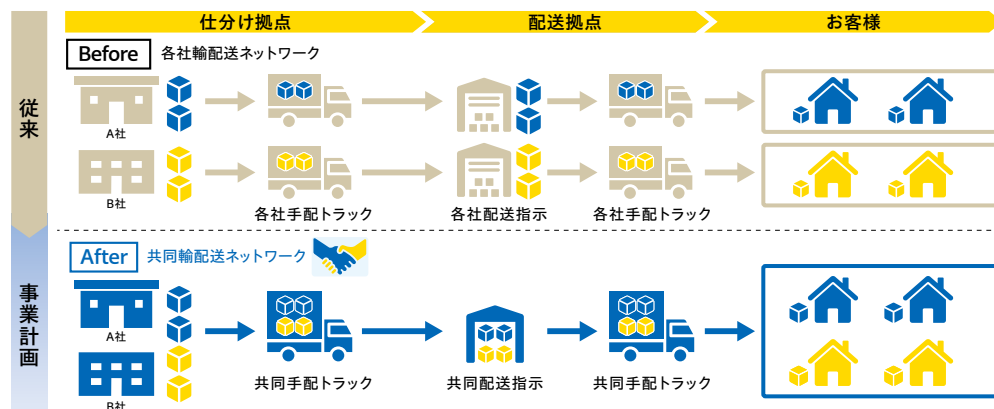 仕分け拠点
配送拠点
お客様
従来
Before
各社輸配送ネットワーク
A社
B社
各社手配トラック
各社配送指示
各社手配トラック
事業計画
After
共同輸配送ネットワーク
A社
B社
共同手配トラック
共同配送指示
共同手配トラック